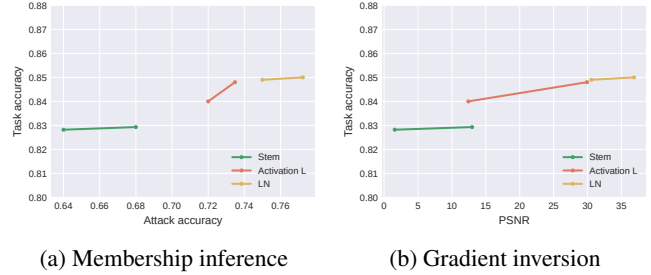 0.88
0.87
0.86
0.85
0.84
0.83
0.82
0.81
0.80
Task accuracy
Stem
Activation L
LN
0.64 0.66 0.68 0.70 0.72 0.74 0.76
Attack accuracy
(a) Membership inference
0.88
0.87
0.86
0.85
0.84
0.83
0.82
0.81
0.80
Task accuracy
Stem
Activation L
LN
0 5 10 15 20 25 30 35
PSNR
(b) Gradient inversion